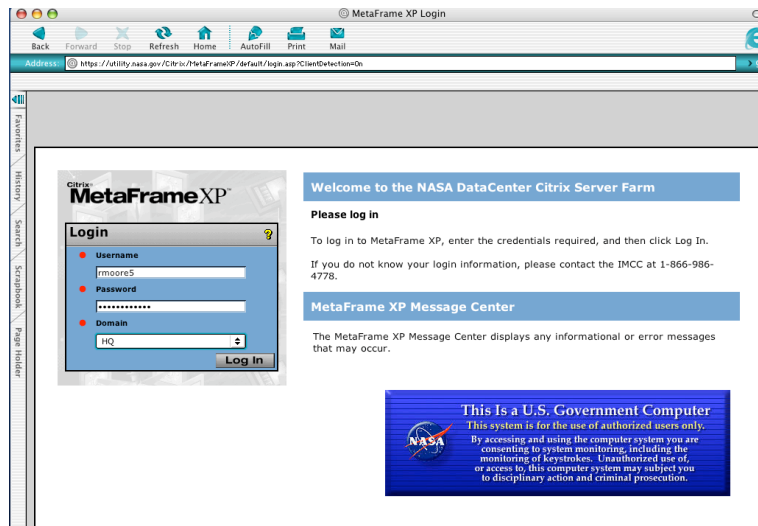 MetaFrame XP Login
Back Forward Stop Refresh Home AutoFill Print Mail
Address: https://utility.nasa.gov/Citrix/MetaFrameXP/default/login.asp?ClientDetection=On
Favorites
History
Search
Scrapbook
Page Holder
Citrix®
MetaFrameXP™
Login ?
Username
rmoore5
Password
••••••••••••
Domain
HQ
Log In
Welcome to the NASA DataCenter Citrix Server Farm
Please log in
To log in to MetaFrame XP, enter the credentials required, and then click Log In.
If you do not know your login information, please contact the IMCC at 1-866-986-
4778.
MetaFrame XP Message Center
The MetaFrame XP Message Center displays any informational or error messages
that may occur.
NASA
This Is a U.S. Government Computer
This system is for the use of authorized users only.
By accessing and using the computer system you are
consenting to system monitoring, including the
monitoring of keystrokes. Unauthorized use of,
or access to, this computer system may subject you
to disciplinary action and criminal prosecution.